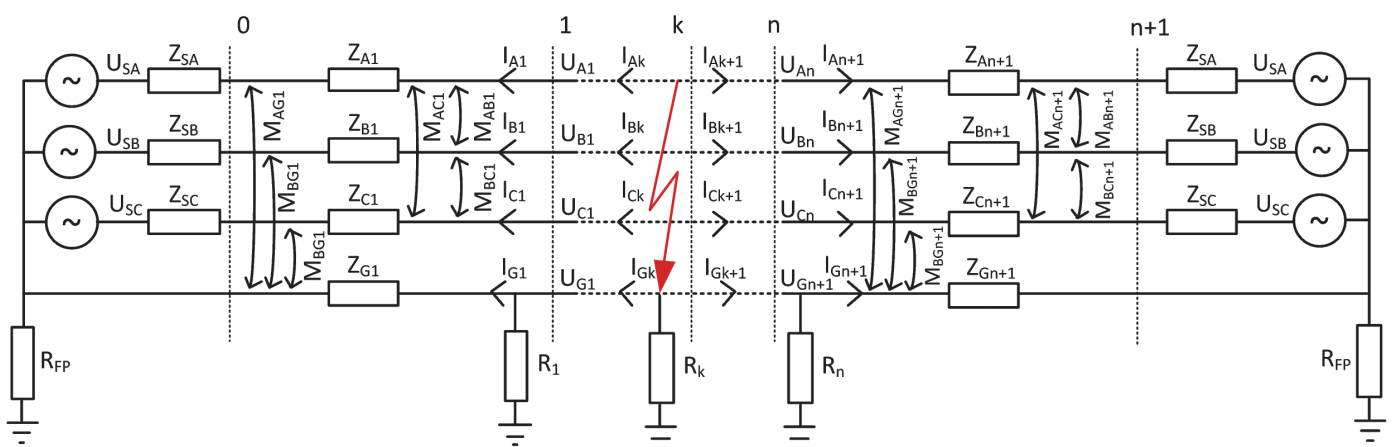 0 1 k n n+1
U_SA Z_SA Z_A1 I_A1 U_A1 I_Ak I_Ak+1 U_An I_An+1 Z_An+1 Z_SA U_SA
M_AG1 M_AC1 M_AB1 M_AGn+1 M_ACn+1 M_ABn+1
U_SB Z_SB Z_B1 I_B1 U_B1 I_Bk I_Bk+1 U_Bn I_Bn+1 Z_Bn+1 Z_SB U_SB
M_BG1 M_BC1 M_BGn+1 M_BCn+1
U_SC Z_SC Z_C1 I_C1 U_C1 I_Ck I_Ck+1 U_Cn I_Cn+1 Z_Cn+1 Z_SC U_SC
M_BG1 M_BGn+1
Z_G1 I_G1 U_G1 I_Gk I_Gk+1 U_Gn+1 I_Gn+1 Z_Gn+1
R_FP R_1 R_k R_n R_FP